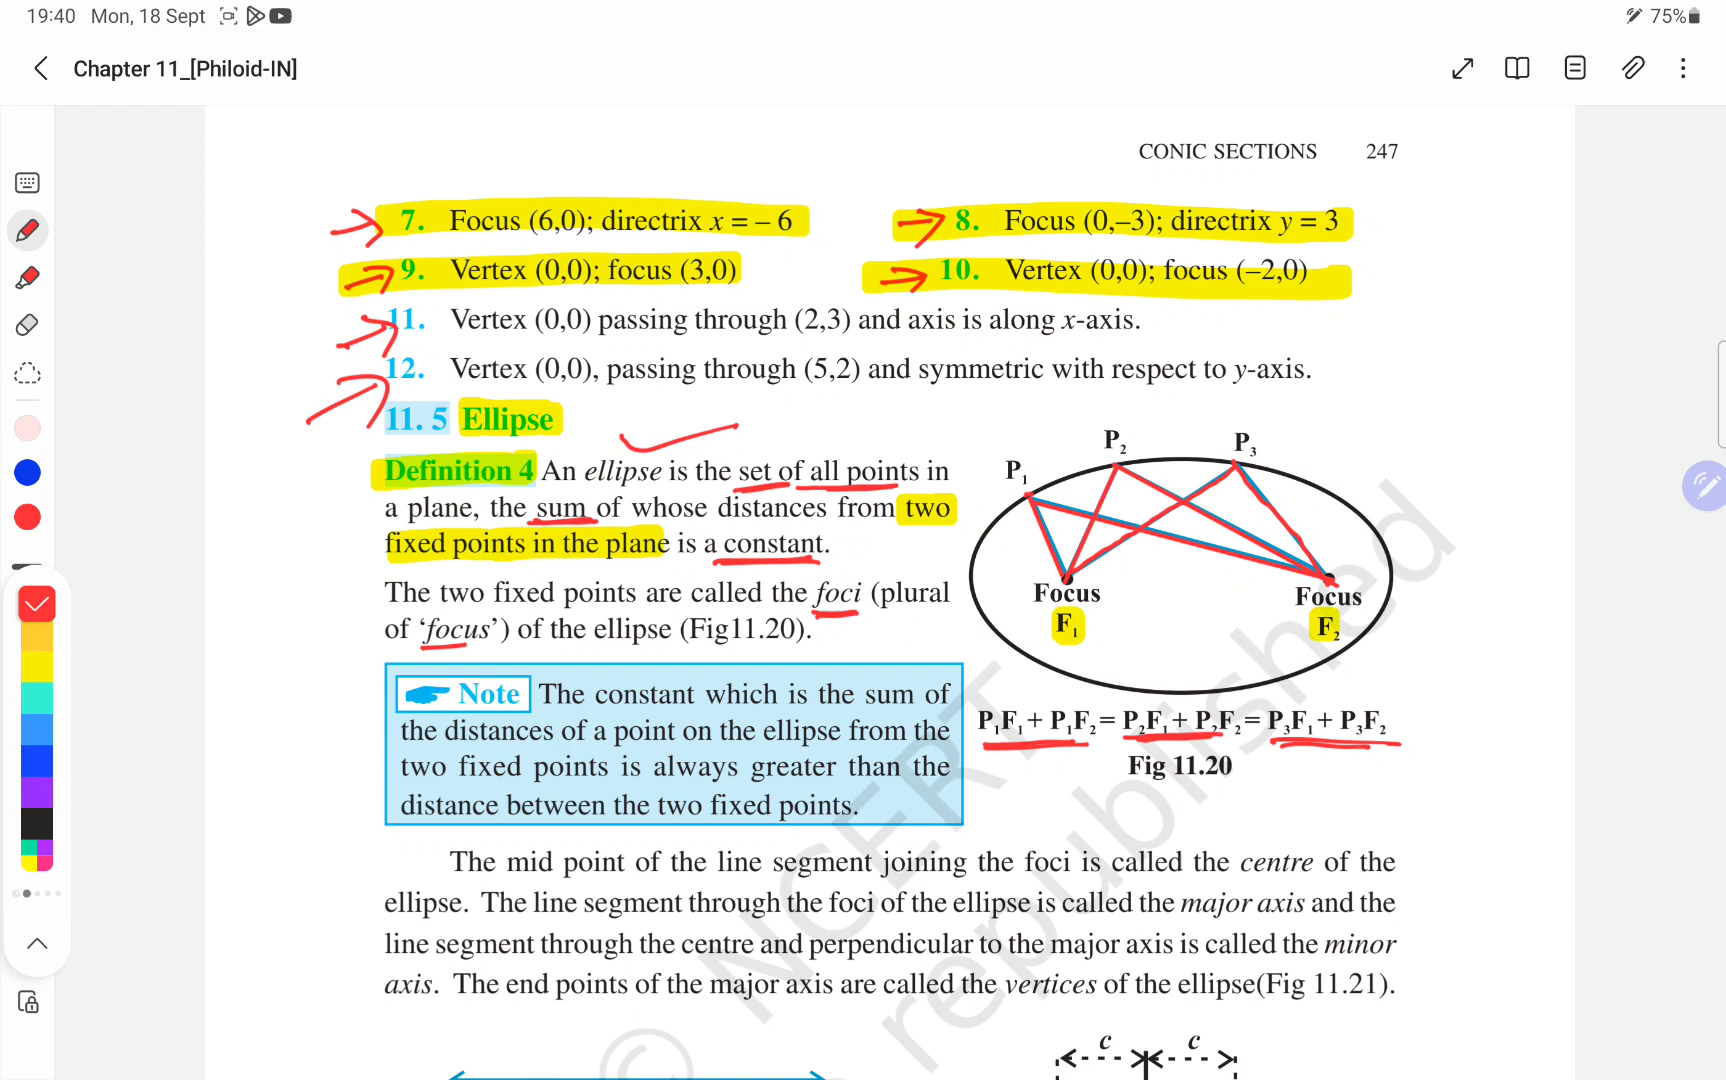 19:40 Mon, 18 Sept
75%
Chapter 11_[Philoid-IN]
CONIC SECTIONS 247
7. Focus (6,0); directrix x = – 6
8. Focus (0,–3); directrix y = 3
9. Vertex (0,0); focus (3,0)
10. Vertex (0,0); focus (–2,0)
11. Vertex (0,0) passing through (2,3) and axis is along x-axis.
12. Vertex (0,0), passing through (5,2) and symmetric with respect to y-axis.
11. 5 Ellipse
Definition 4 An ellipse is the set of all points in
a plane, the sum of whose distances from two
fixed points in the plane is a constant.
The two fixed points are called the foci (plural
of ‘focus’) of the ellipse (Fig11.20).
P₁
P₂
P₃
Focus
F₁
Focus
F₂
P₁F₁ + P₁F₂ = P₂F₁ + P₂F₂ = P₃F₁ + P₃F₂
Fig 11.20
Note The constant which is the sum of
the distances of a point on the ellipse from the
two fixed points is always greater than the
distance between the two fixed points.
The mid point of the line segment joining the foci is called the centre of the
ellipse. The line segment through the foci of the ellipse is called the major axis and the
line segment through the centre and perpendicular to the major axis is called the minor
axis. The end points of the major axis are called the vertices of the ellipse(Fig 11.21).
c c
© NCERT
republished